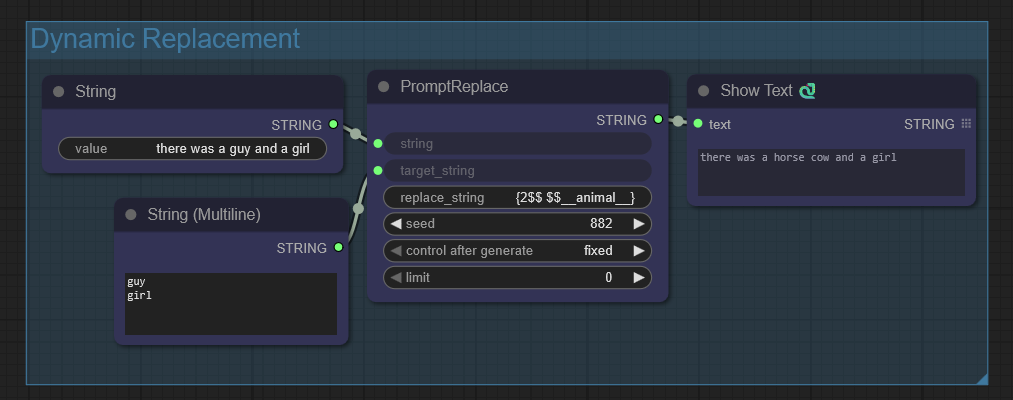 Dynamic Replacement
String
STRING
value there was a guy and a girl
String (Multiline)
STRING
guy
girl
PromptReplace
STRING
string
target_string
replace_string {2$$ $$__animal__}
seed 882
control after generate fixed
limit 0
Show Text
text STRING
there was a horse cow and a girl